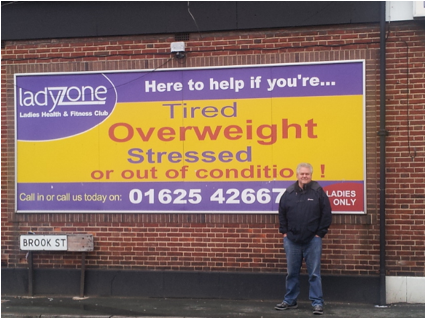 ladyzone
Ladies Health & Fitness Club
Here to help if you're...
Tired
Overweight
Stressed
or out of condition!
Call in or call us today on: 01625 42667
LADIES
ONLY
BROOK ST